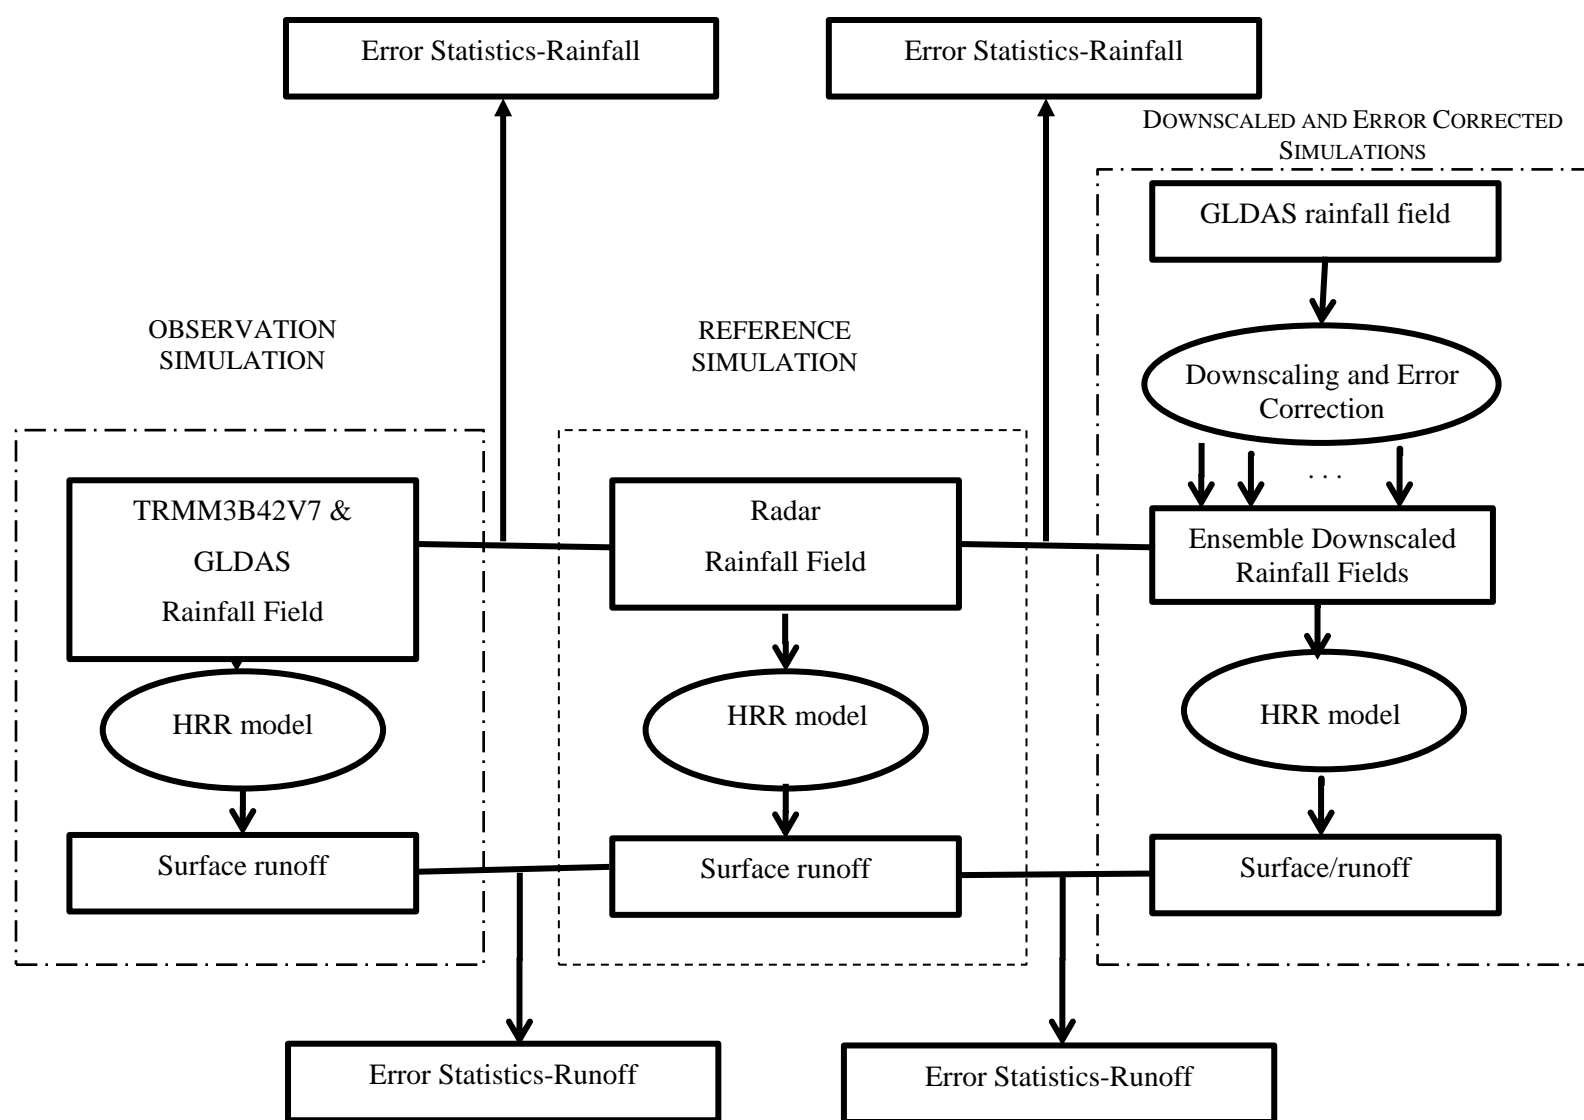 Error Statistics-Rainfall
Error Statistics-Rainfall
DOWNSCALED AND ERROR CORRECTED
SIMULATIONS
GLDAS rainfall field
OBSERVATION
SIMULATION
REFERENCE
SIMULATION
Downscaling and Error
Correction
. . .
TRMM3B42V7 &
GLDAS
Rainfall Field
Radar
Rainfall Field
Ensemble Downscaled
Rainfall Fields
HRR model
HRR model
HRR model
Surface runoff
Surface runoff
Surface/runoff
Error Statistics-Runoff
Error Statistics-Runoff